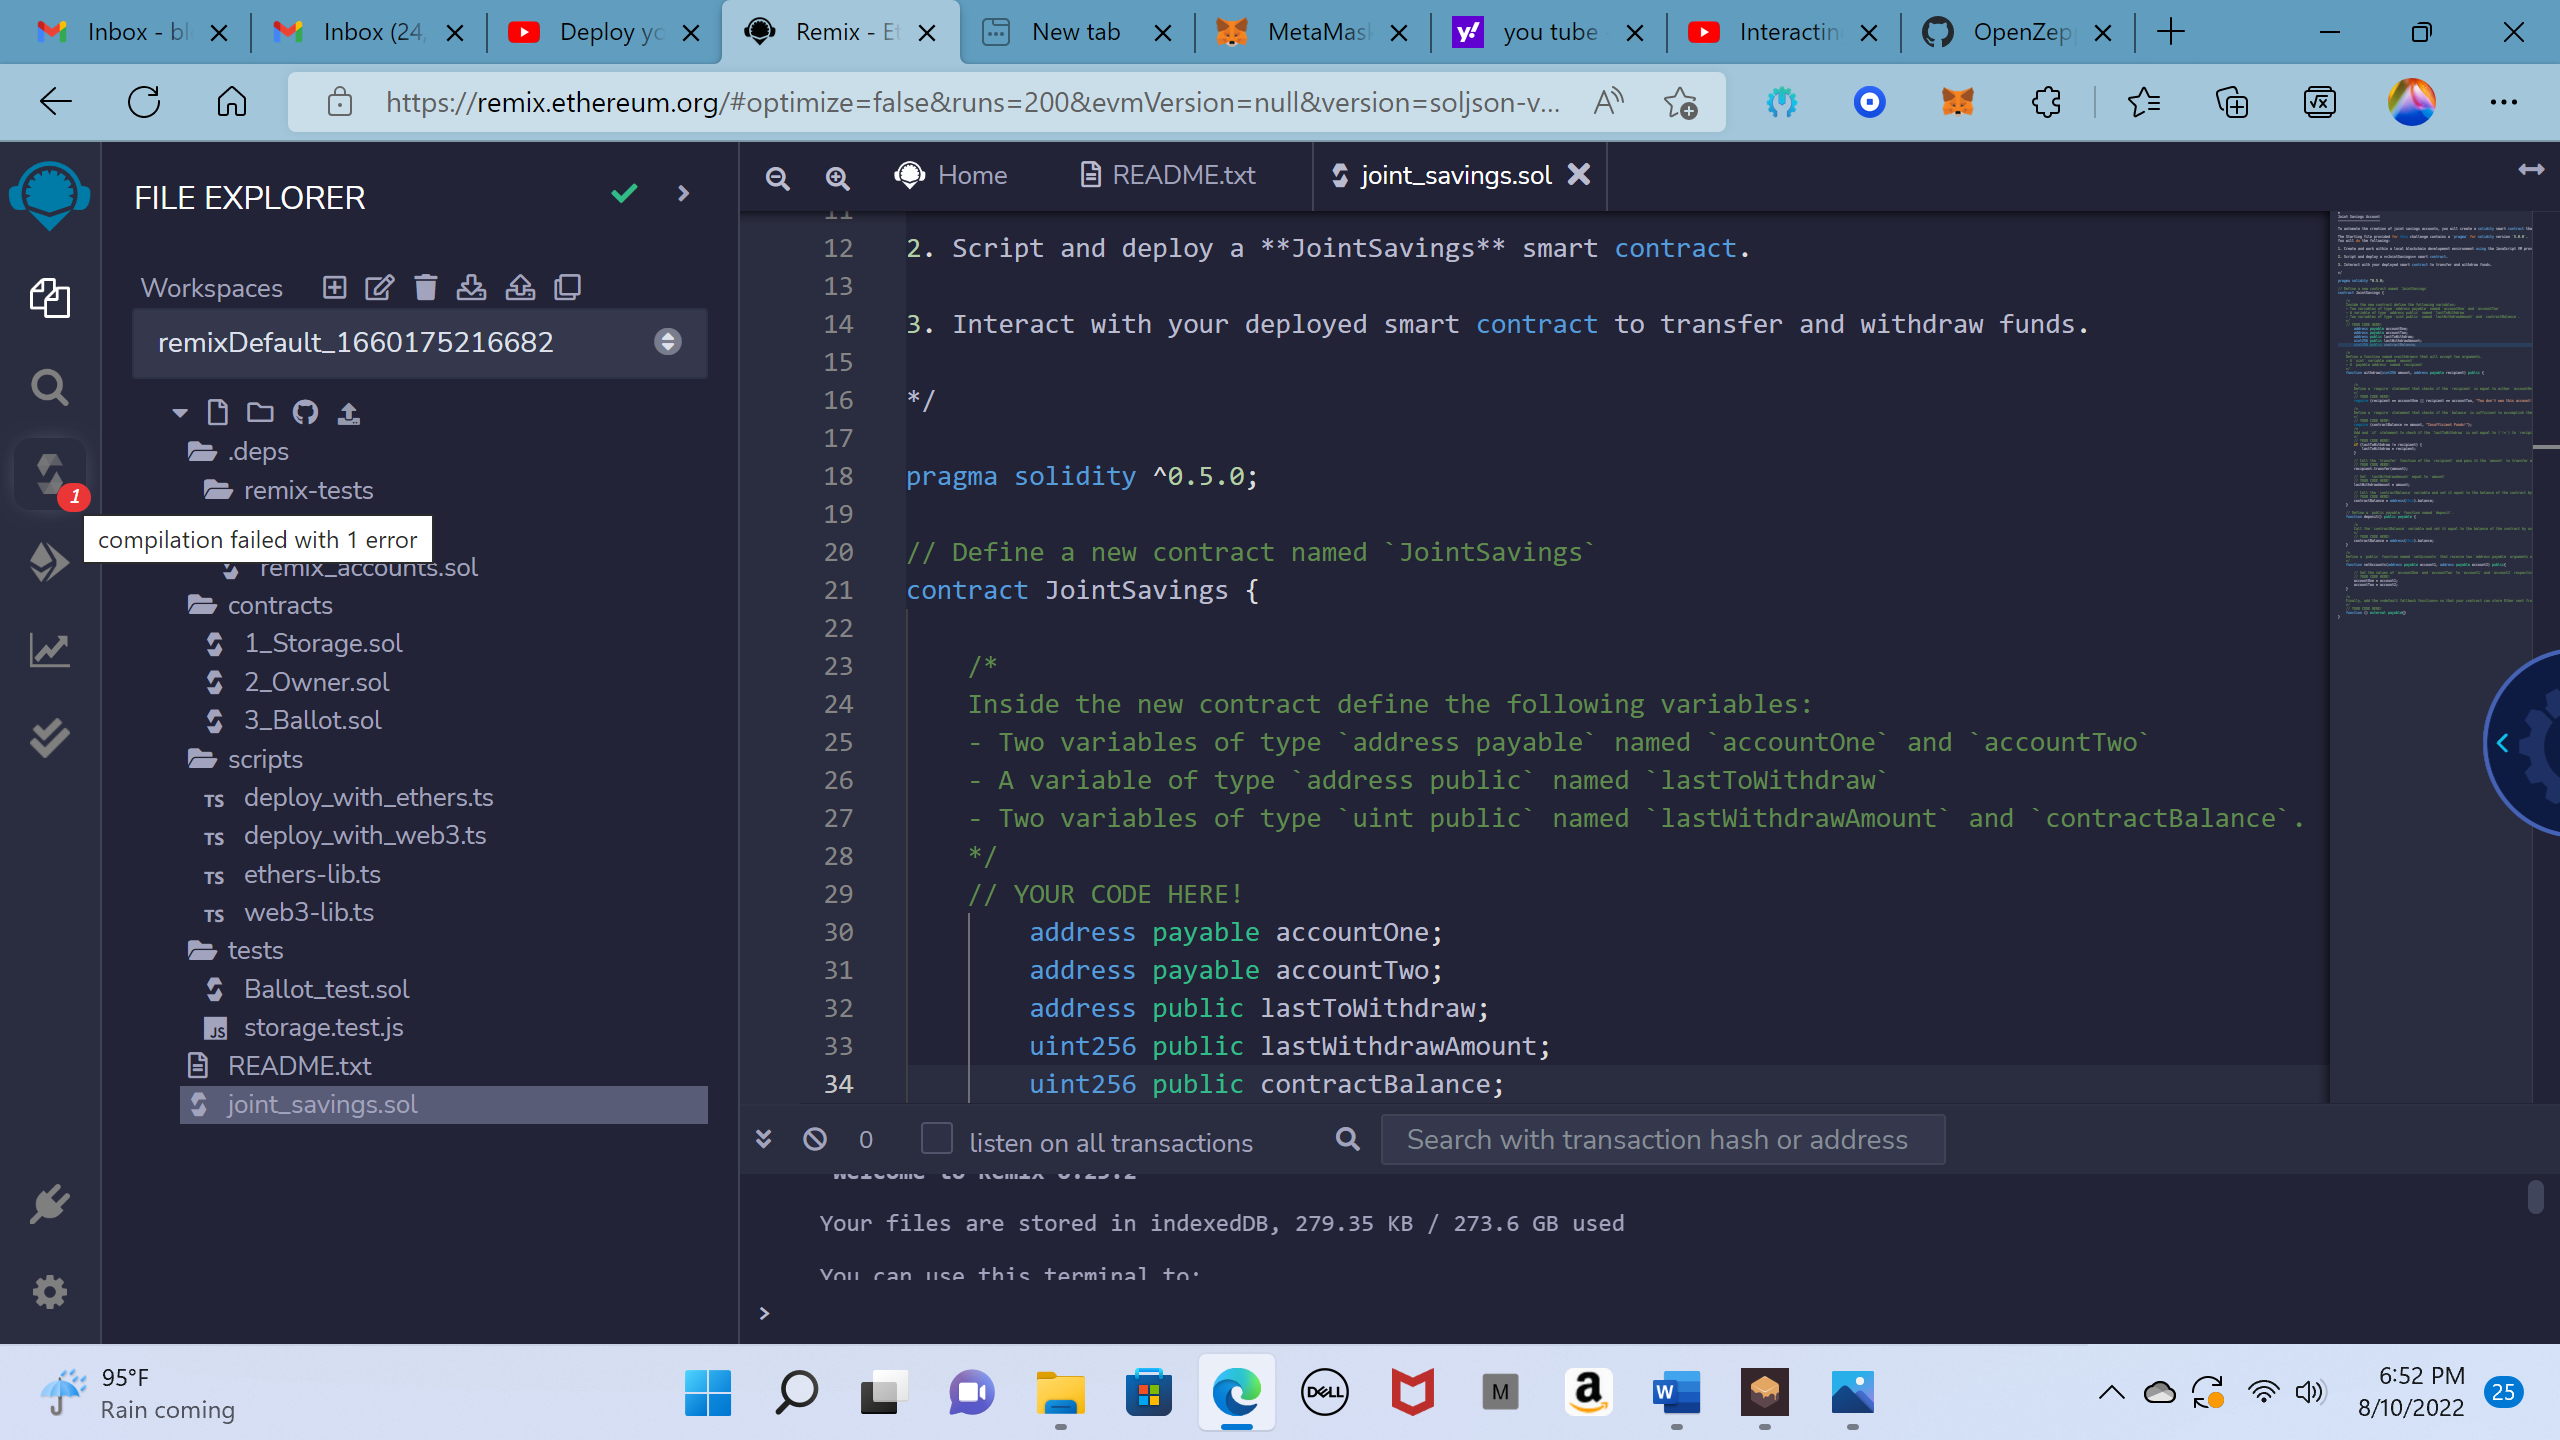 Inbox - bl
Inbox (24,
Deploy yo
Remix - Et
New tab
MetaMask
you tube
Interacting
OpenZepp
https://remix.ethereum.org/#optimize=false&runs=200&evmVersion=null&version=soljson-v...
FILE EXPLORER
Workspaces
remixDefault_1660175216682
.deps
remix-tests
1
compilation failed with 1 error
remix_accounts.sol
contracts
1_Storage.sol
2_Owner.sol
3_Ballot.sol
scripts
TS deploy_with_ethers.ts
TS deploy_with_web3.ts
TS ethers-lib.ts
TS web3-lib.ts
tests
Ballot_test.sol
JS storage.test.js
README.txt
joint_savings.sol
Home
README.txt
joint_savings.sol
11
12 2. Script and deploy a **JointSavings** smart contract.
13
14 3. Interact with your deployed smart contract to transfer and withdraw funds.
15
16 */
17
18 pragma solidity ^0.5.0;
19
20 // Define a new contract named `JointSavings`
21 contract JointSavings {
22
23 /*
24 Inside the new contract define the following variables:
25 - Two variables of type `address payable` named `accountOne` and `accountTwo`
26 - A variable of type `address public` named `lastToWithdraw`
27 - Two variables of type `uint public` named `lastWithdrawAmount` and `contractBalance`.
28 */
29 // YOUR CODE HERE!
30 address payable accountOne;
31 address payable accountTwo;
32 address public lastToWithdraw;
33 uint256 public lastWithdrawAmount;
34 uint256 public contractBalance;
0
listen on all transactions
Search with transaction hash or address
Welcome to Remix 0.25.2
Your files are stored in indexedDB, 279.35 KB / 273.6 GB used
You can use this terminal to:
>
95°F
Rain coming
DELL
M
a
W
6:52 PM
8/10/2022
25